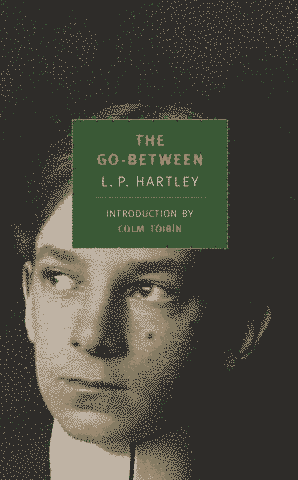 THE
GO-BETWEEN
L. P. HARTLEY
INTRODUCTION BY
COLM TÓIBÍN